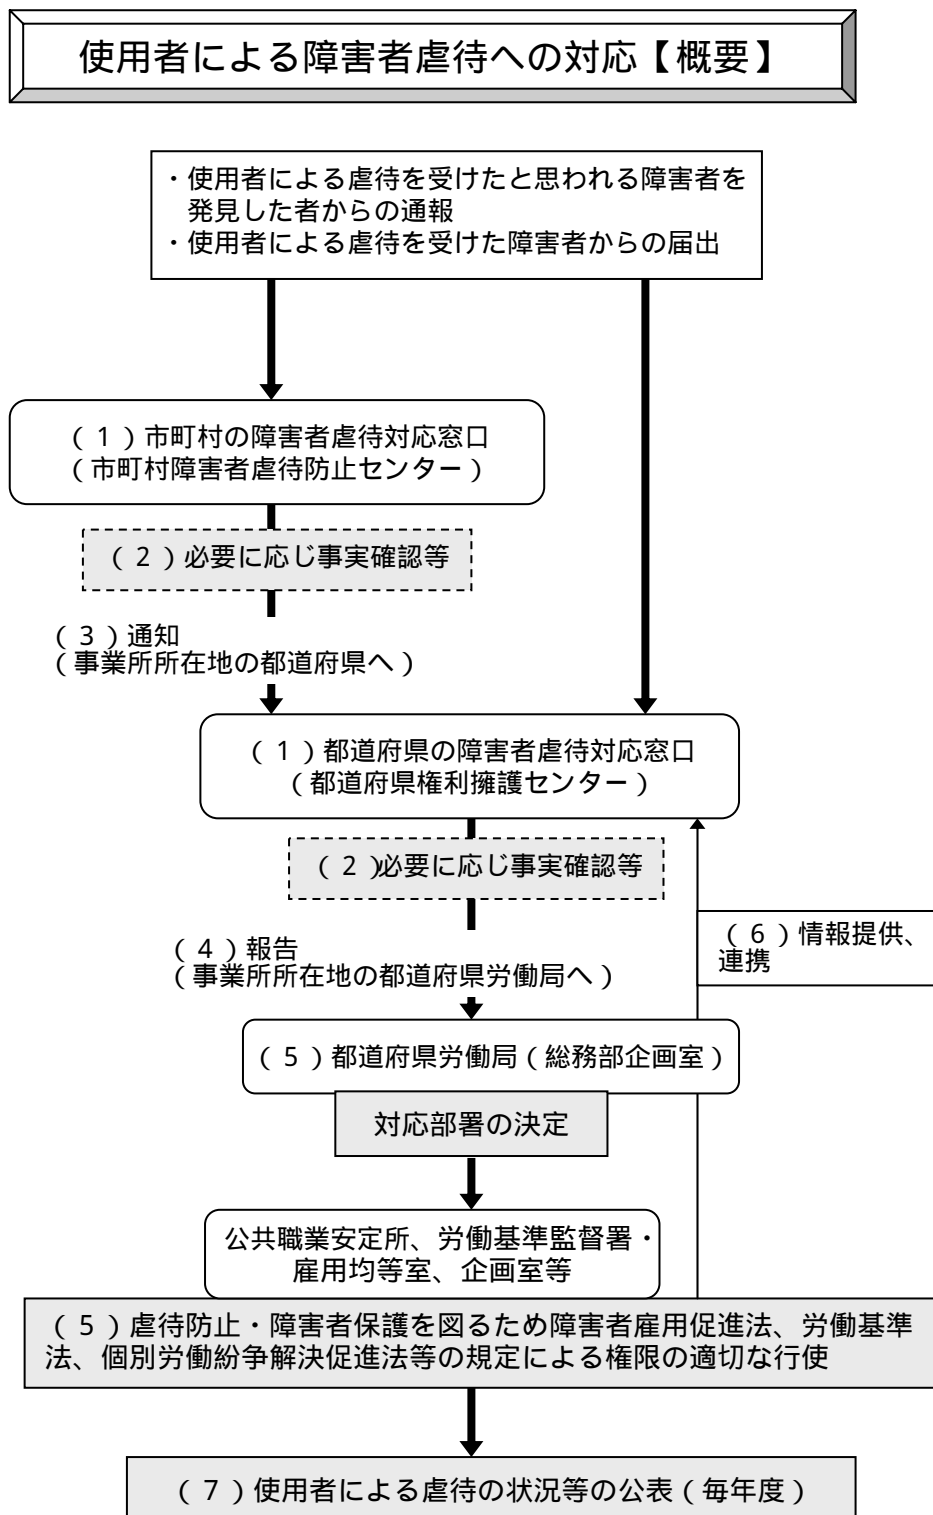 使用者による障害者虐待への対応【概要】
・使用者による虐待を受けたと思われる障害者を
発見した者からの通報
・使用者による虐待を受けた障害者からの届出
（１）市町村の障害者虐待対応窓口
（市町村障害者虐待防止センター）
（２）必要に応じ事実確認等
（３）通知
（事業所所在地の都道府県へ）
（１）都道府県の障害者虐待対応窓口
（都道府県権利擁護センター）
（２）必要に応じ事実確認等
（６）情報提供、
連携
（４）報告
（事業所所在地の都道府県労働局へ）
（５）都道府県労働局（総務部企画室）
対応部署の決定
公共職業安定所、労働基準監督署・
雇用均等室、企画室等
（５）虐待防止・障害者保護を図るため障害者雇用促進法、労働基準
法、個別労働紛争解決促進法等の規定による権限の適切な行使
（７）使用者による虐待の状況等の公表（毎年度）